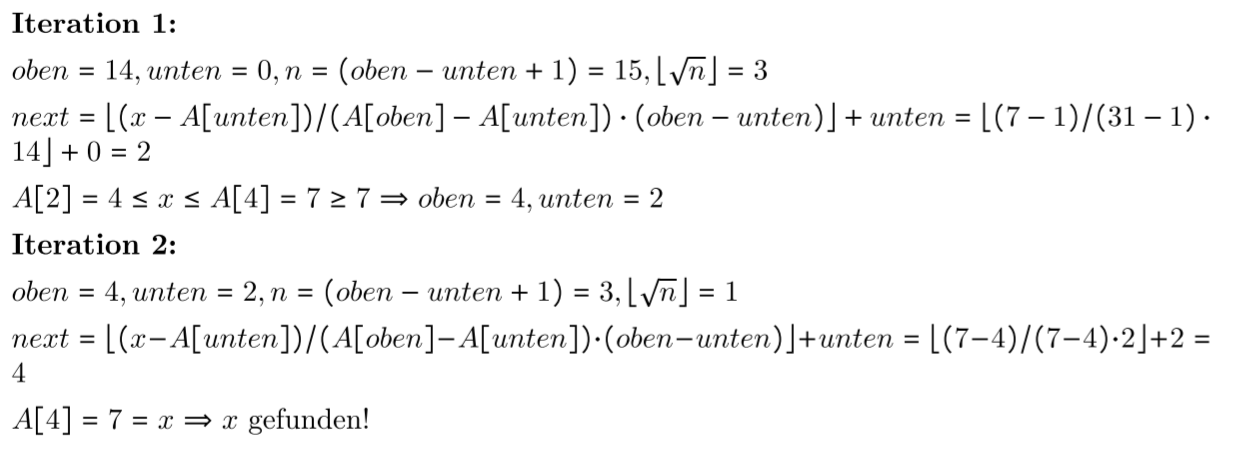 Iteration 1:
oben = 14, unten = 0, n = (oben − unten + 1) = 15, ⌊√n⌋ = 3
next = ⌊(x − A[unten])/(A[oben] − A[unten]) · (oben − unten)⌋ + unten = ⌊(7 − 1)/(31 − 1) ·
14⌋ + 0 = 2
A[2] = 4 ≤ x ≤ A[4] = 7 ≥ 7 ⇒ oben = 4, unten = 2
Iteration 2:
oben = 4, unten = 2, n = (oben − unten + 1) = 3, ⌊√n⌋ = 1
next = ⌊(x−A[unten])/(A[oben]−A[unten])·(oben−unten)⌋+unten = ⌊(7−4)/(7−4)·2⌋+2 =
4
A[4] = 7 = x ⇒ x gefunden!